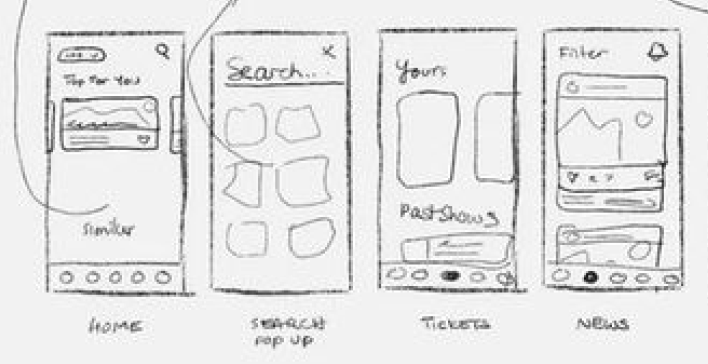 Top for you
Similar
HOME
Search...
SEARCH
POP UP
Yours
Past Shows
TICKETS
Filter
NEWS